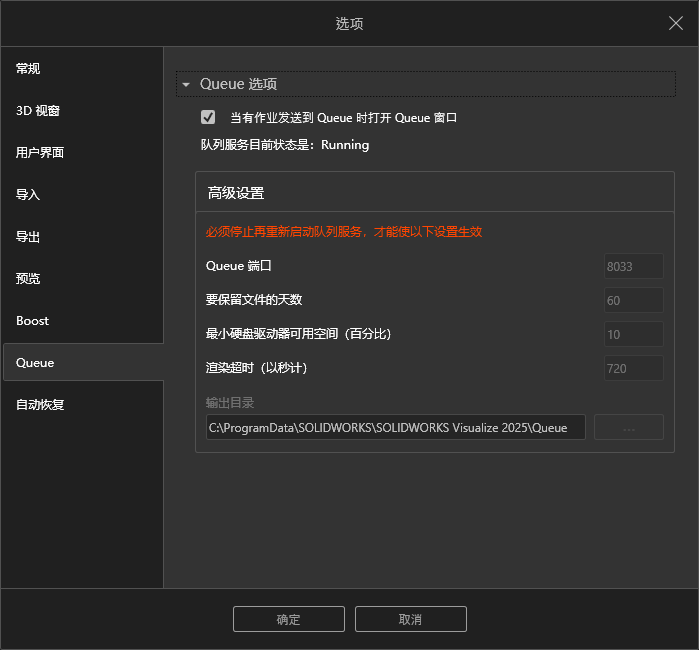 选项
常规
3D 视窗
用户界面
导入
导出
预览
Boost
Queue
自动恢复
Queue 选项
当有作业发送到 Queue 时打开 Queue 窗口
队列服务目前状态是：Running
高级设置
必须停止再重新启动队列服务，才能使以下设置生效
Queue 端口 8033
要保留文件的天数 60
最小硬盘驱动器可用空间（百分比） 10
渲染超时（以秒计） 720
输出目录
C:\ProgramData\SOLIDWORKS\SOLIDWORKS Visualize 2025\Queue ...
确定 取消